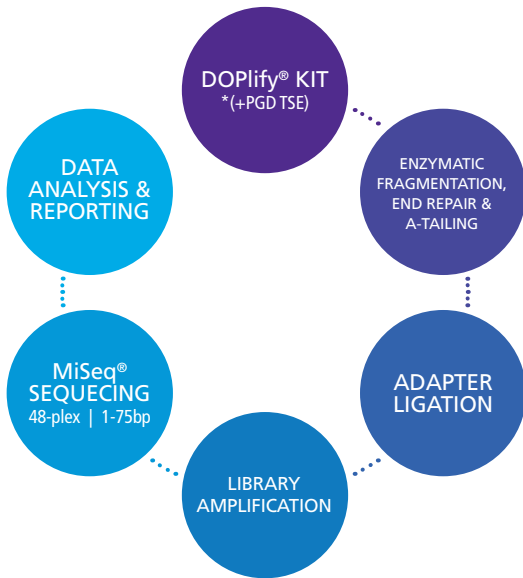 DOPlify® KIT
*(+PGD TSE)
ENZYMATIC
FRAGMENTATION,
END REPAIR &
A-TAILING
ADAPTER
LIGATION
LIBRARY
AMPLIFICATION
MiSeq®
SEQUECING
48-plex | 1-75bp
DATA
ANALYSIS &
REPORTING